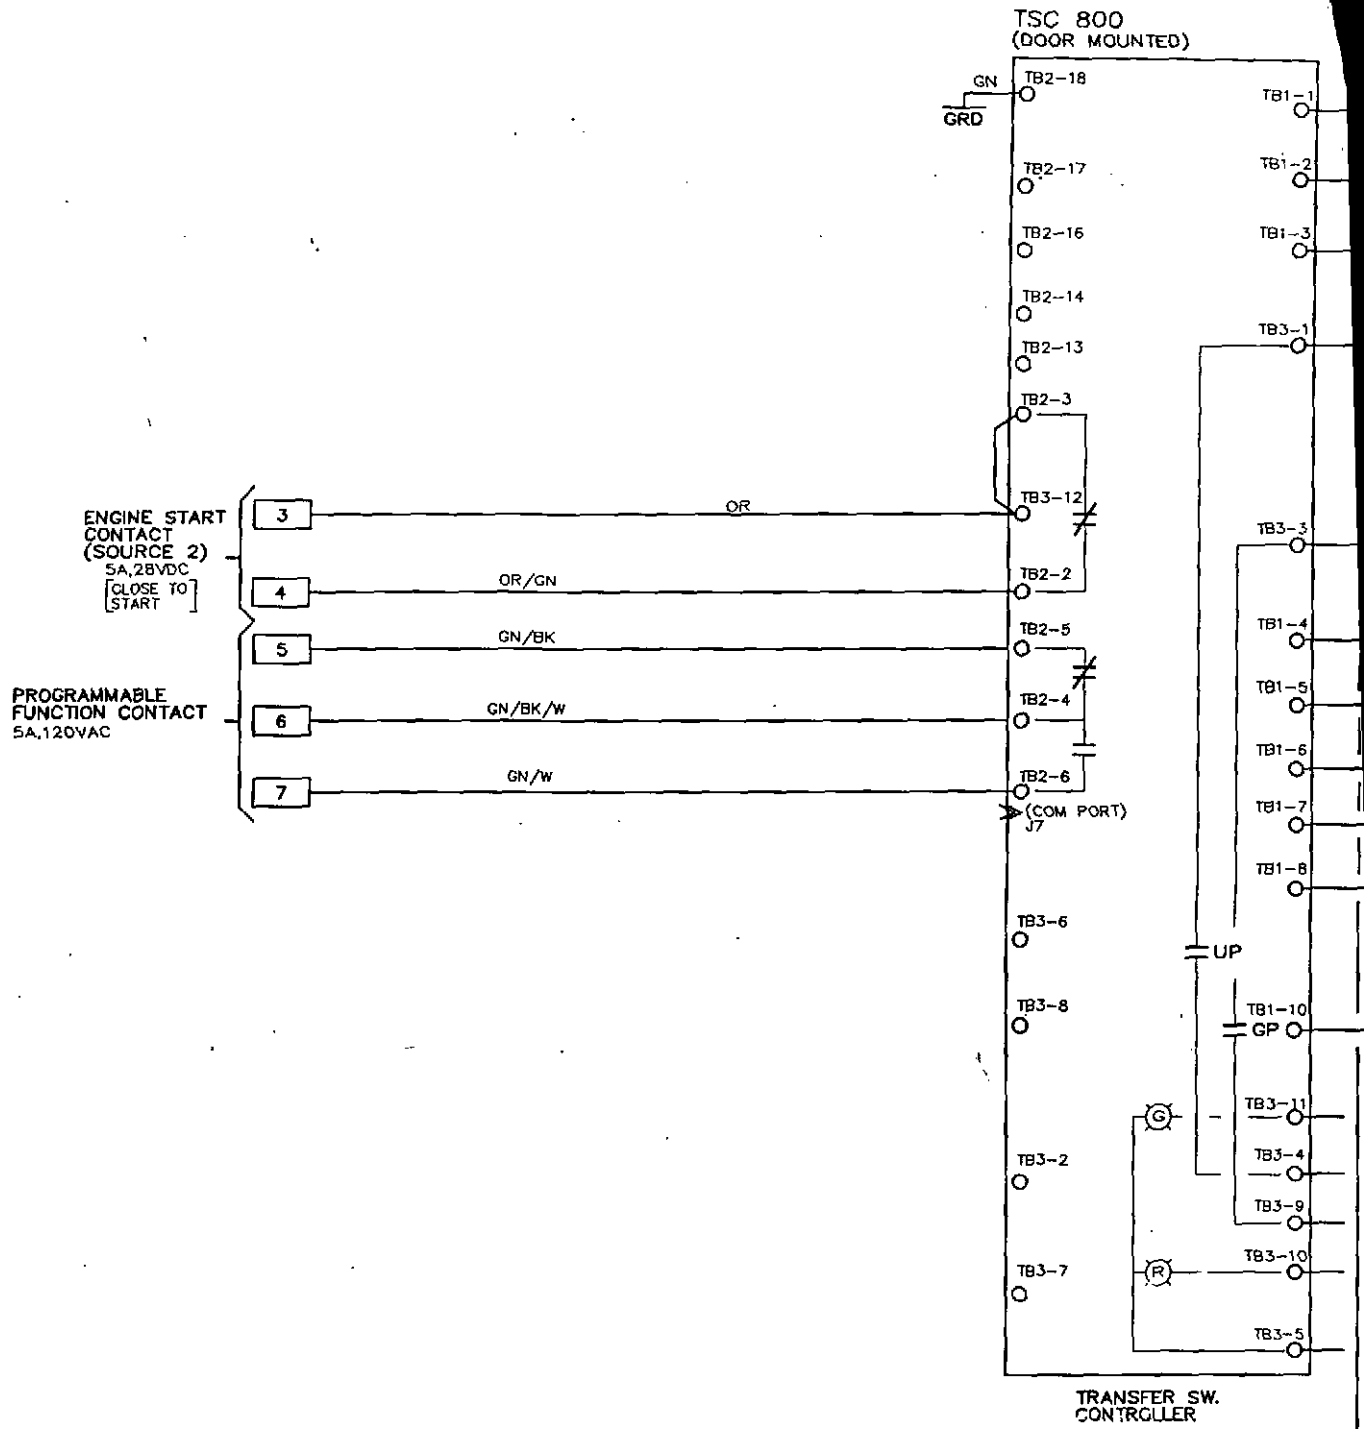 TSC 800
(DOOR MOUNTED)
GN
TB2-18
GRD
TB1-1
TB2-17
TB1-2
TB2-16
TB1-3
TB2-14
TB3-1
TB2-13
TB2-3
ENGINE START
CONTACT
(SOURCE 2)
5A,28VDC
[CLOSE TO
START]
3
OR
TB3-12
TB3-3
4
OR/GN
TB2-2
5
GN/BK
TB2-5
TB1-4
PROGRAMMABLE
FUNCTION CONTACT
5A,120VAC
6
GN/BK/W
TB2-4
TB1-5
TB1-6
7
GN/W
TB2-6
(COM PORT)
J7
TB1-7
TB1-8
TB3-6
UP
TB3-8
TB1-10
GP
G
TB3-11
TB3-2
TB3-4
TB3-9
TB3-7
R
TB3-10
TB3-5
TRANSFER SW.
CONTROLLER